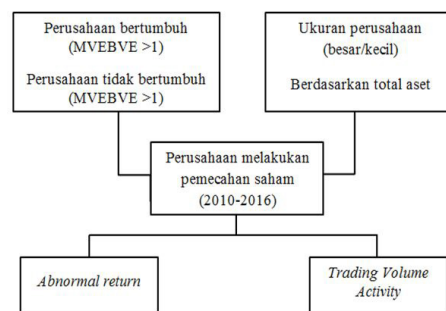 Perusahaan bertumbuh
(MVEBVE >1)
Perusahaan tidak bertumbuh
(MVEBVE >1)
Ukuran perusahaan
(besar/kecil)
Berdasarkan total aset
Perusahaan melakukan
pemecahan saham
(2010-2016)
Abnormal return
Trading Volume
Activity